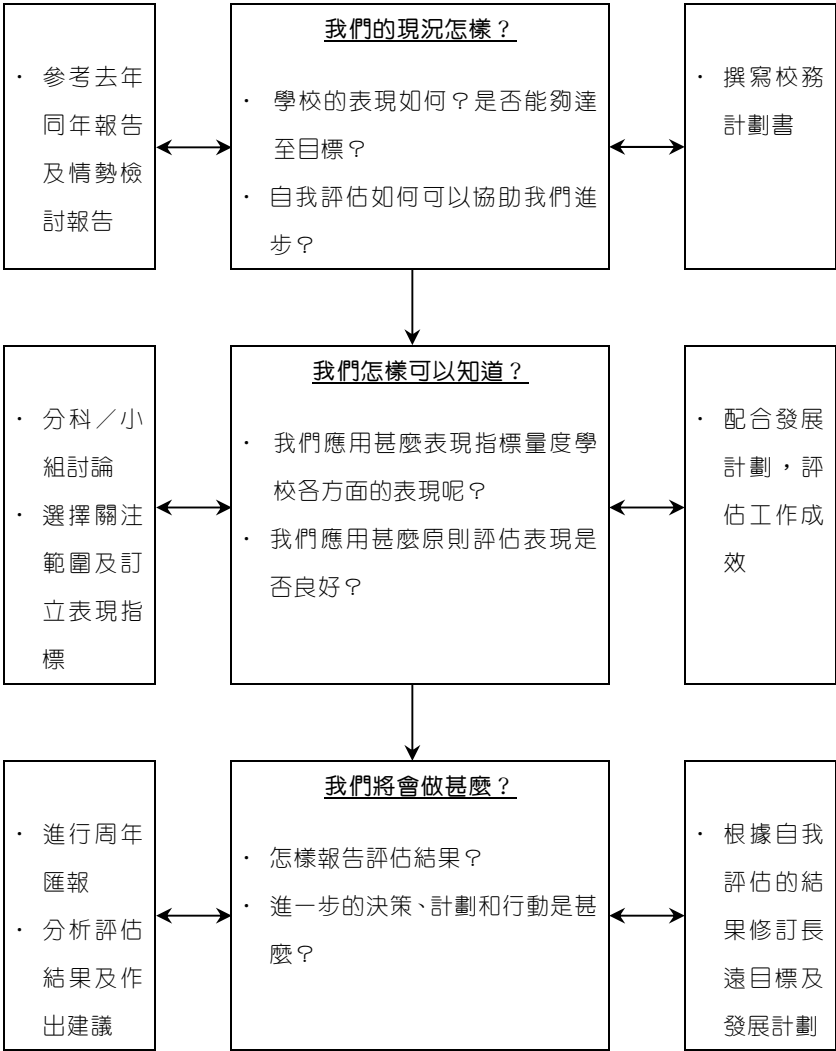 我們的現況怎樣？
· 學校的表現如何？是否能夠達
至目標？
· 自我評估如何可以協助我們進
步？
· 參考去年
同年報告
及情勢檢
討報告
· 撰寫校務
計劃書
我們怎樣可以知道？
· 我們應用甚麼表現指標量度學
校各方面的表現呢？
· 我們應用甚麼原則評估表現是
否良好？
· 分科／小
組討論
· 選擇關注
範圍及訂
立表現指
標
· 配合發展
計劃，評
估工作成
效
我們將會做甚麼？
· 怎樣報告評估結果？
· 進一步的決策、計劃和行動是甚
麼？
· 進行周年
匯報
· 分析評估
結果及作
出建議
· 根據自我
評估的結
果修訂長
遠目標及
發展計劃